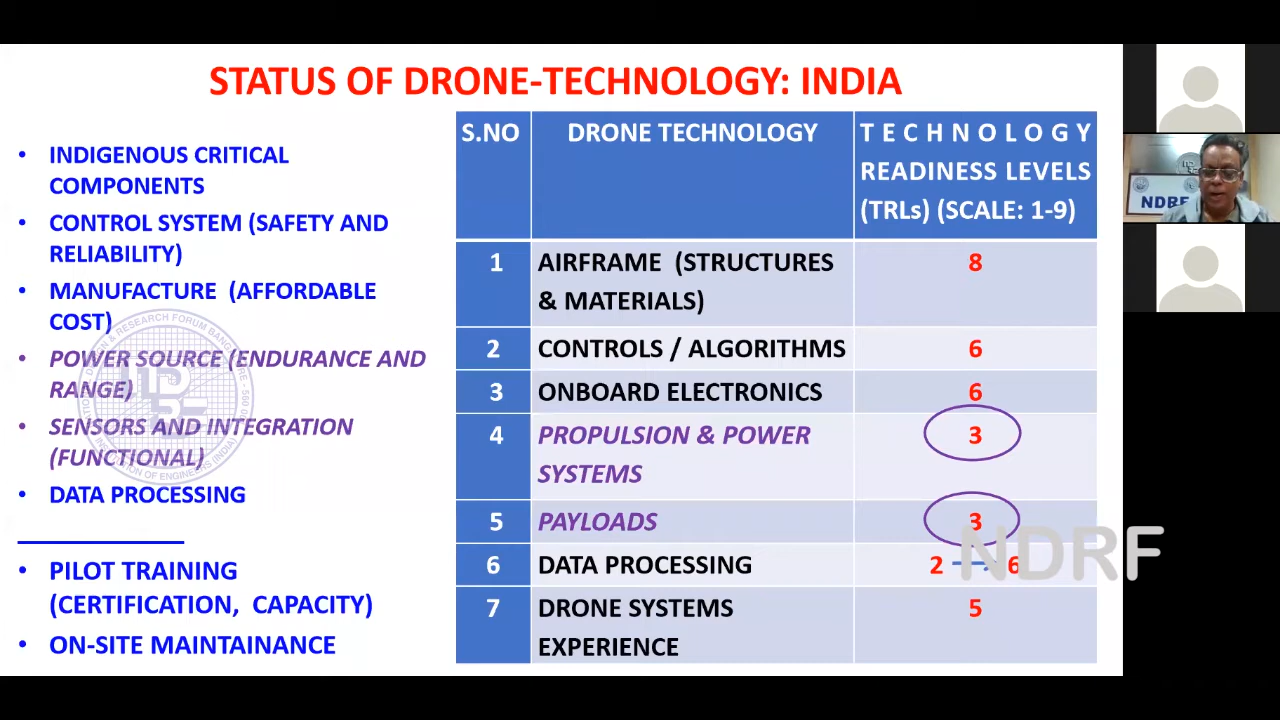 STATUS OF DRONE-TECHNOLOGY: INDIA
• INDIGENOUS CRITICAL
COMPONENTS
• CONTROL SYSTEM (SAFETY AND
RELIABILITY)
• MANUFACTURE (AFFORDABLE
COST)
• POWER SOURCE (ENDURANCE AND
RANGE)
• SENSORS AND INTEGRATION
(FUNCTIONAL)
• DATA PROCESSING
• PILOT TRAINING
(CERTIFICATION, CAPACITY)
• ON-SITE MAINTAINANCE
S.NO DRONE TECHNOLOGY TECHNOLOGY
READINESS LEVELS
(TRLs) (SCALE: 1-9)
1 AIRFRAME (STRUCTURES 8
& MATERIALS)
2 CONTROLS / ALGORITHMS 6
3 ONBOARD ELECTRONICS 6
4 PROPULSION & POWER 3
SYSTEMS
5 PAYLOADS 3
6 DATA PROCESSING 2 → 6
7 DRONE SYSTEMS 5
EXPERIENCE
NDRF
NDRF